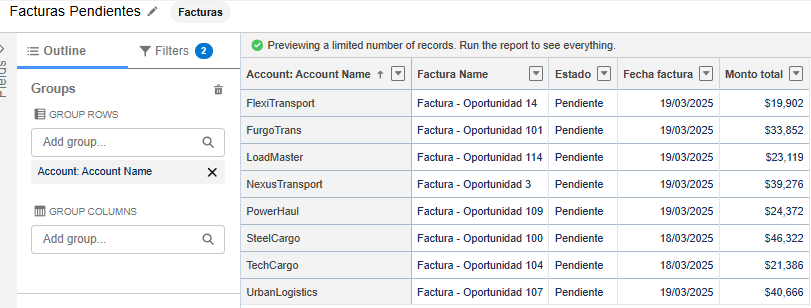 Facturas Pendientes Facturas
Fields
Outline Filters 2
Previewing a limited number of records. Run the report to see everything.
Groups
GROUP ROWS
Add group...
Account: Account Name
GROUP COLUMNS
Add group...
Account: Account Name Factura Name Estado Fecha factura Monto total
FlexiTransport Factura - Oportunidad 14 Pendiente 19/03/2025 $19,902
FurgoTrans Factura - Oportunidad 101 Pendiente 19/03/2025 $33,852
LoadMaster Factura - Oportunidad 114 Pendiente 19/03/2025 $23,119
NexusTransport Factura - Oportunidad 3 Pendiente 19/03/2025 $39,276
PowerHaul Factura - Oportunidad 109 Pendiente 19/03/2025 $24,372
SteelCargo Factura - Oportunidad 100 Pendiente 18/03/2025 $46,322
TechCargo Factura - Oportunidad 104 Pendiente 18/03/2025 $21,386
UrbanLogistics Factura - Oportunidad 107 Pendiente 19/03/2025 $40,666